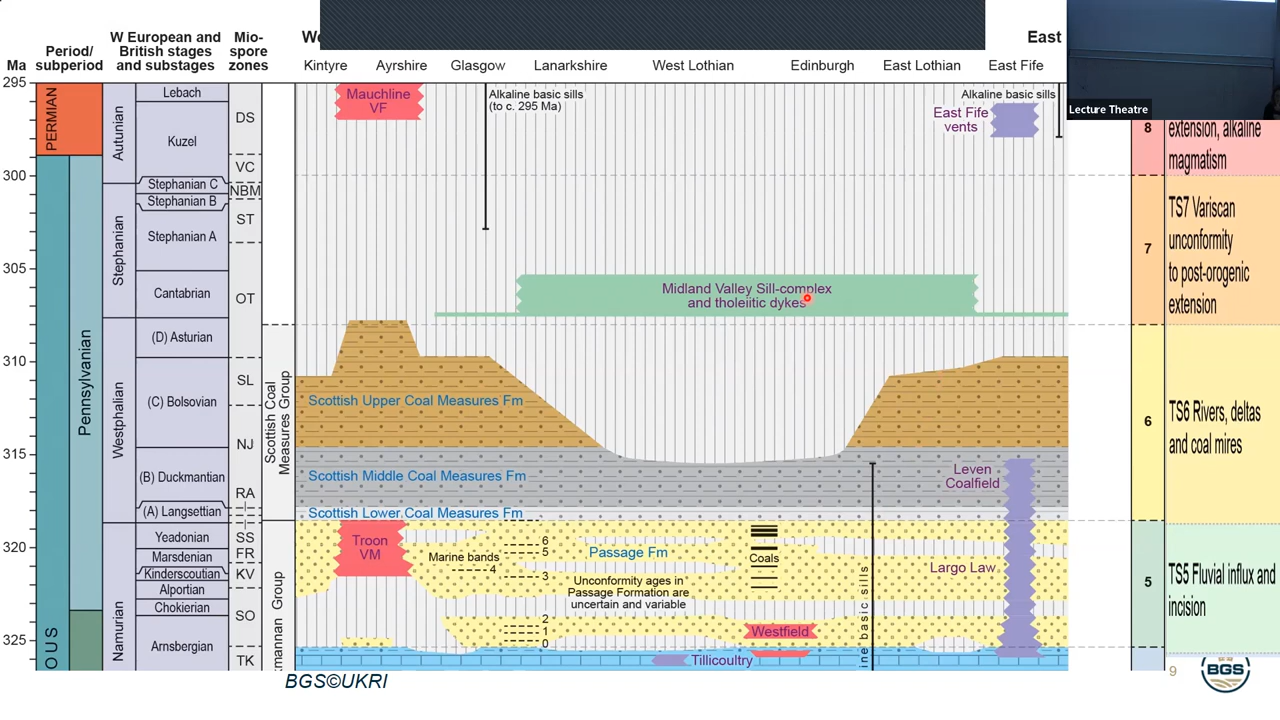 Period/
subperiod
W European and
British stages
and substages
Mio-
spore
zones
East
Ma
Kintyre
Ayrshire
Glasgow
Lanarkshire
West Lothian
Edinburgh
East Lothian
East Fife
Lecture Theatre
295
300
305
310
315
320
325
PERMIAN
Pennsylvanian
OUS
Autunian
Stephanian
Westphalian
Namurian
Lebach
Kuzel
Stephanian C
Stephanian B
Stephanian A
Cantabrian
(D) Asturian
(C) Bolsovian
(B) Duckmantian
(A) Langsettian
Yeadonian
Marsdenian
Kinderscoutian
Alportian
Chokierian
Arnsbergian
DS
VC
NBM
ST
OT
SL
NJ
RA
SS
FR
KV
SO
TK
Scottish Coal
Measures Group
mannan Group
Mauchline
VF
Alkaline basic sills
(to c. 295 Ma)
Alkaline basic sills
East Fife
vents
Midland Valley Sill-complex
and tholeiitic dykes
Scottish Upper Coal Measures Fm
Scottish Middle Coal Measures Fm
Scottish Lower Coal Measures Fm
Leven
Coalfield
Troon
VM
Marine bands
6
5
4
3
2
0
Passage Fm
Unconformity ages in
Passage Formation are
uncertain and variable
Coals
Largo Law
Westfield
Tillicoultry
ine basic sills
8
extension, alkaline
magmatism
7
TS7 Variscan
unconformity
to post-orogenic
extension
6
TS6 Rivers, deltas
and coal mires
5
TS5 Fluvial influx and
incision
BGS©UKRI
9
BGS